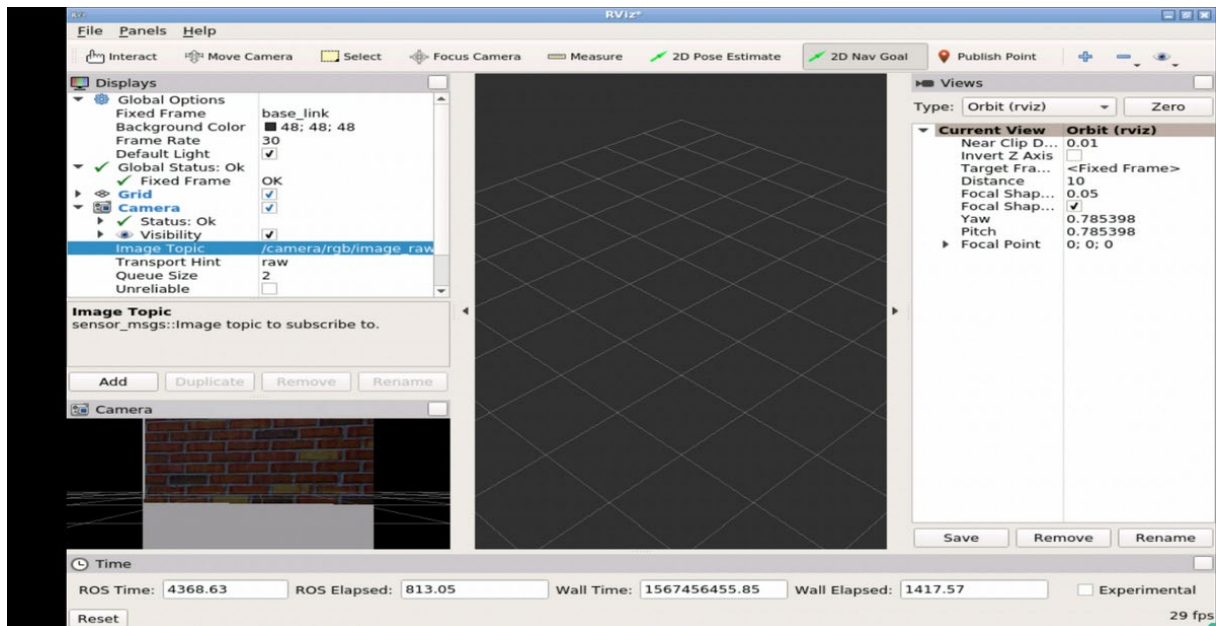 RViz*
File Panels Help
Interact Move Camera Select Focus Camera Measure 2D Pose Estimate 2D Nav Goal Publish Point
Displays
Global Options
Fixed Frame base_link
Background Color 48; 48; 48
Frame Rate 30
Default Light
Global Status: Ok
Fixed Frame OK
Grid
Camera
Status: Ok
Visibility
Image Topic /camera/rgb/image_raw
Transport Hint raw
Queue Size 2
Unreliable
Image Topic
sensor_msgs::Image topic to subscribe to.
Add Duplicate Remove Rename
Camera
Views
Type: Orbit (rviz) Zero
Current View Orbit (rviz)
Near Clip D... 0.01
Invert Z Axis
Target Fra... <Fixed Frame>
Distance 10
Focal Shap... 0.05
Focal Shap...
Yaw 0.785398
Pitch 0.785398
Focal Point 0; 0; 0
Save Remove Rename
Time
ROS Time: 4368.63 ROS Elapsed: 813.05 Wall Time: 1567456455.85 Wall Elapsed: 1417.57 Experimental
Reset 29 fps